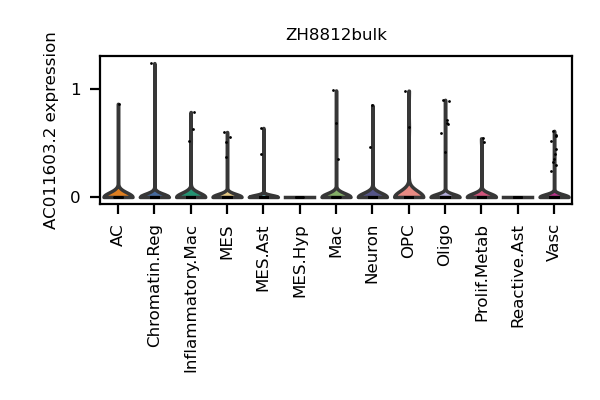 ZH8812bulk
AC011603.2 expression
1
0
AC
Chromatin.Reg
Inflammatory.Mac
MES
MES.Ast
MES.Hyp
Mac
Neuron
OPC
Oligo
Prolif.Metab
Reactive.Ast
Vasc